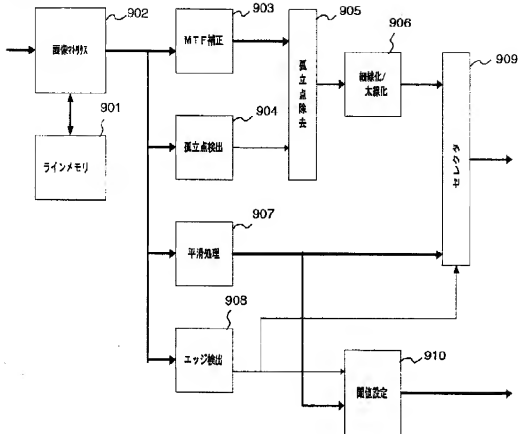 902
画像マトリクス
903
MTF補正
905
孤立点除去
906
細線化/
太線化
909
セレクタ
901
ラインメモリ
904
孤立点検出
907
平滑処理
908
エッジ検出
910
閾値設定